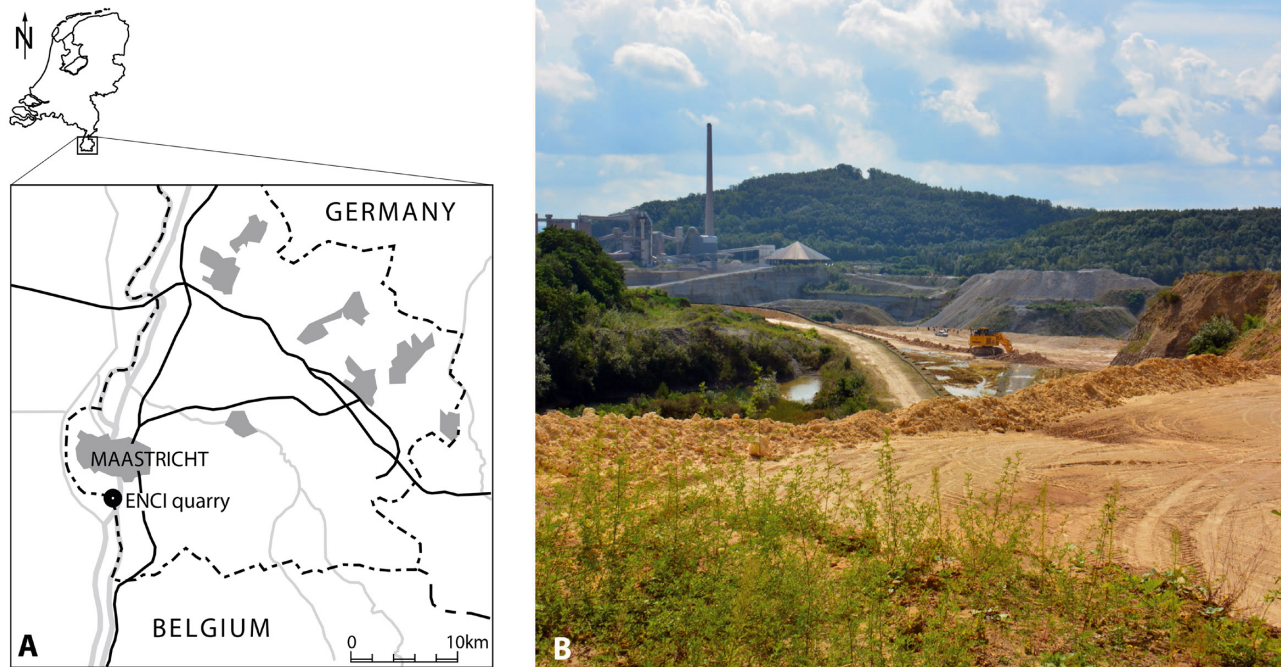 N
GERMANY
MAASTRICHT
ENCI quarry
BELGIUM
0 10km
A
B